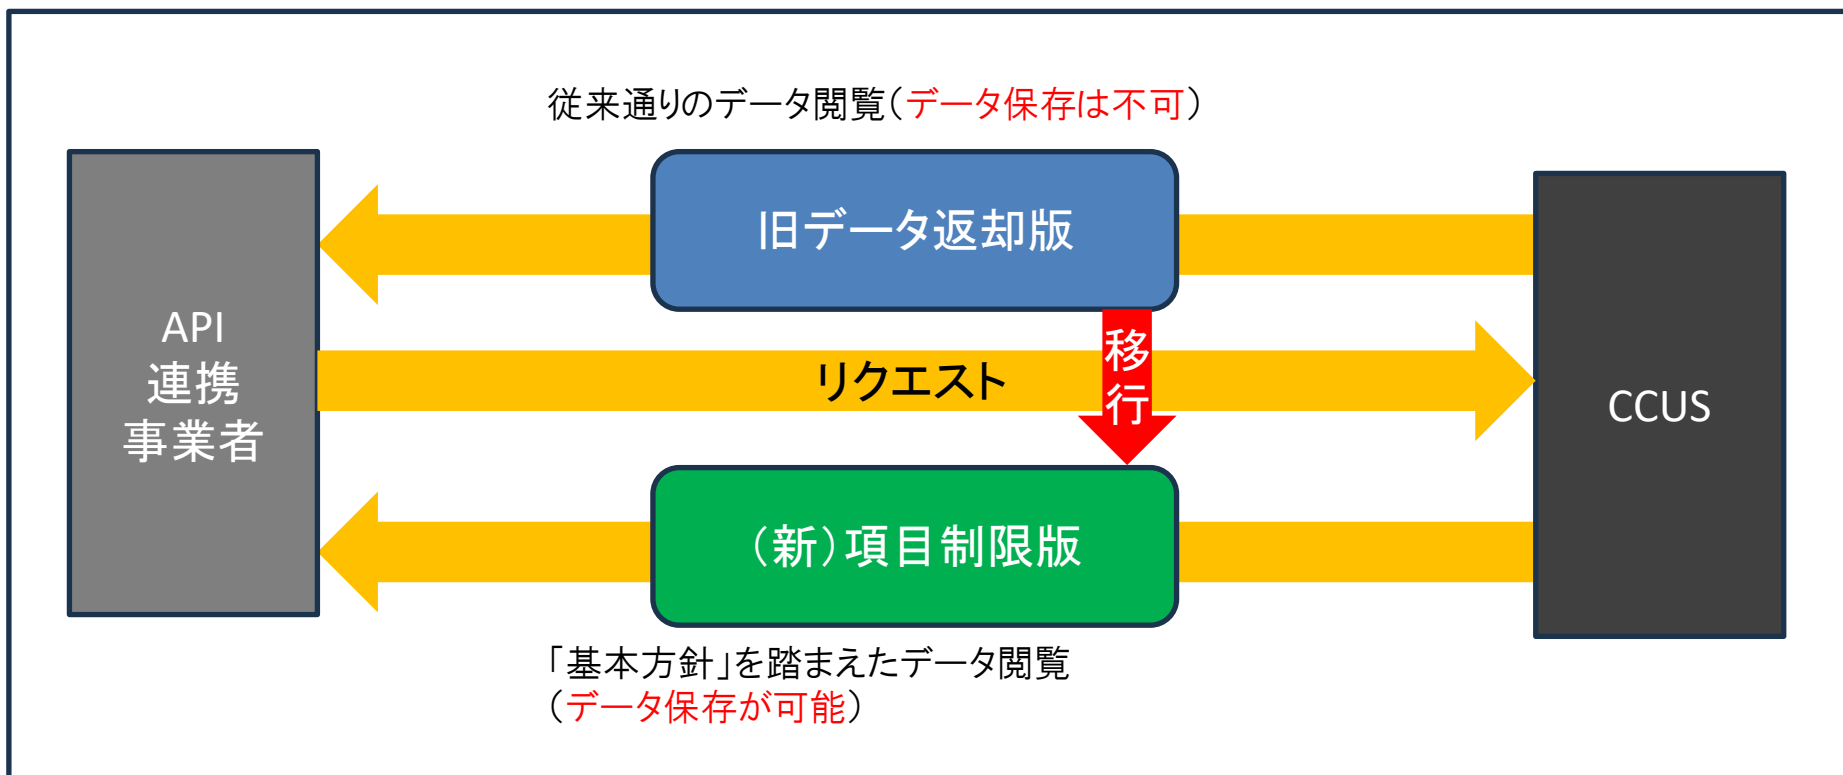 従来通りのデータ閲覧（データ保存は不可）
旧データ返却版
API
連携
事業者
移
行
リクエスト
CCUS
（新）項目制限版
「基本方針」を踏まえたデータ閲覧
（データ保存が可能）